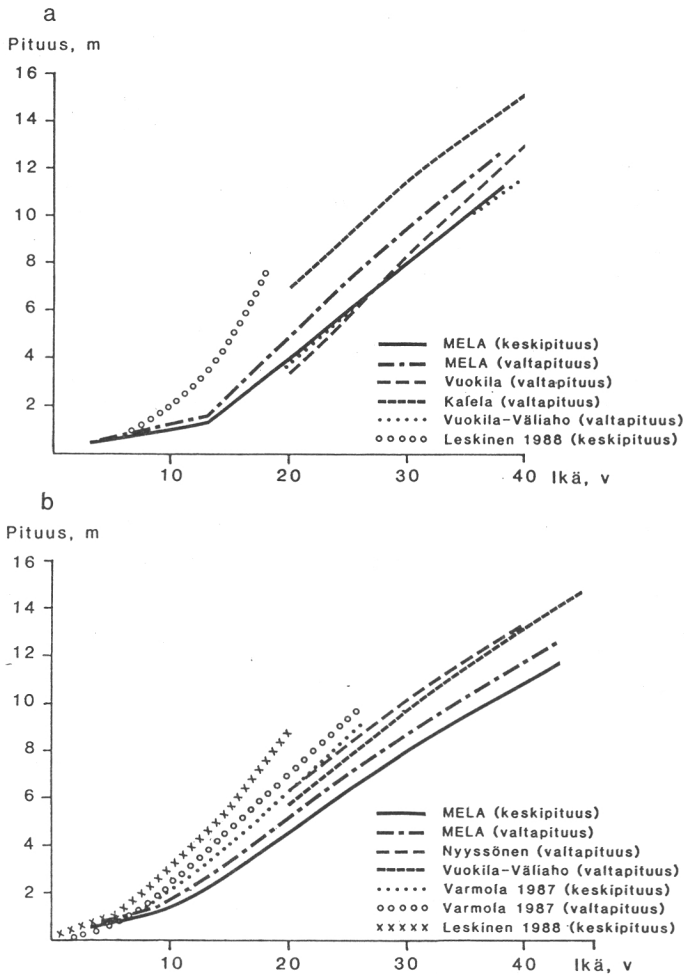 a
Pituus, m
16
14
12
10
8
6
4
2
MELA (keskipituus)
MELA (valtapituus)
Vuokila (valtapituus)
Kalela (valtapituus)
Vuokila-Väliaho (valtapituus)
Leskinen 1988 (keskipituus)
10 20 30 40 Ikä, v
b
Pituus, m
16
14
12
10
8
6
4
2
MELA (keskipituus)
MELA (valtapituus)
Nyyssönen (valtapituus)
Vuokila-Väliaho (valtapituus)
Varmola 1987 (keskipituus)
Varmola 1987 (valtapituus)
Leskinen 1988 (keskipituus)
10 20 30 40 Ikä, v